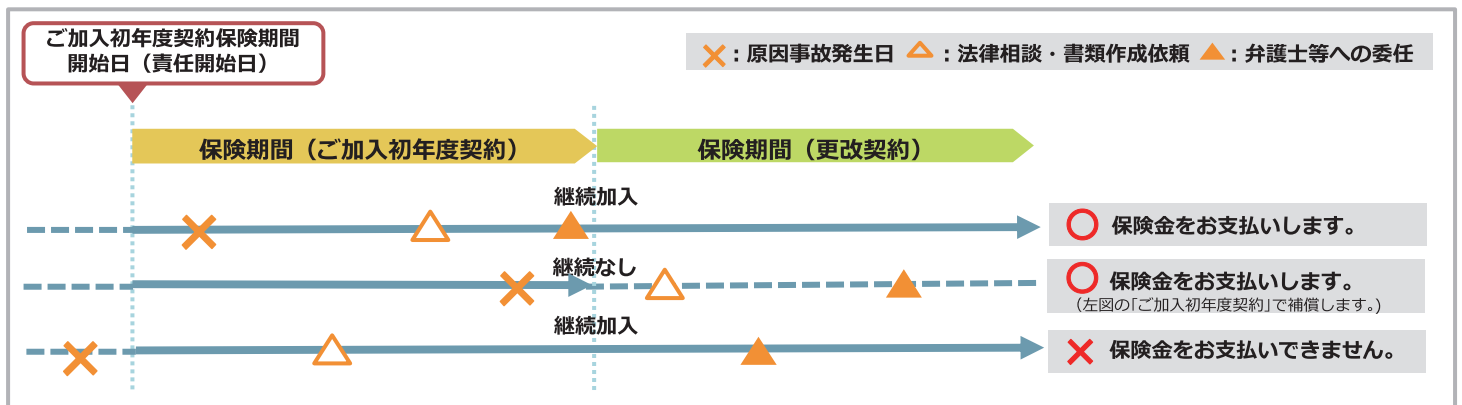 ご加入初年度契約保険期間
開始日（責任開始日）
：原因事故発生日 ：法律相談・書類作成依頼 ：弁護士等への委任
保険期間（ご加入初年度契約） 保険期間（更改契約）
継続加入
保険金をお支払いします。
継続なし
保険金をお支払いします。
（左図の「ご加入初年度契約」で補償します。）
継続加入
保険金をお支払いできません。